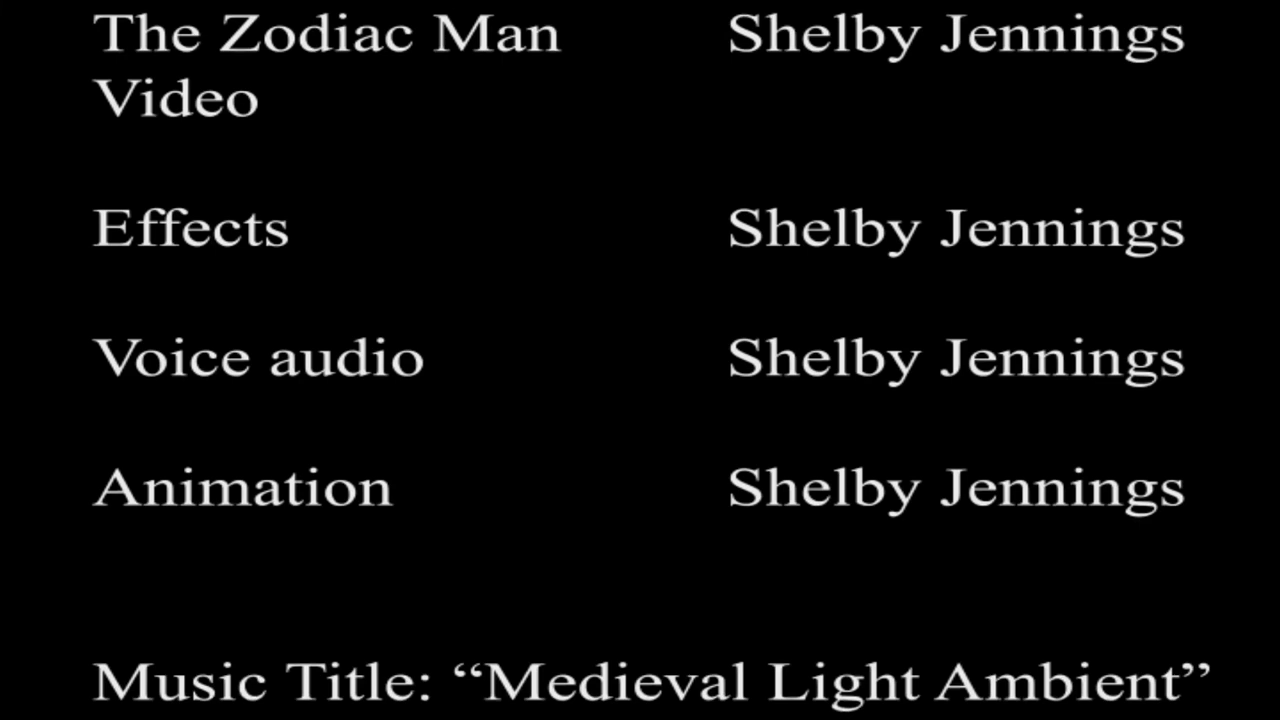 The Zodiac Man Shelby Jennings
Video
Effects Shelby Jennings
Voice audio Shelby Jennings
Animation Shelby Jennings
Music Title: “Medieval Light Ambient”